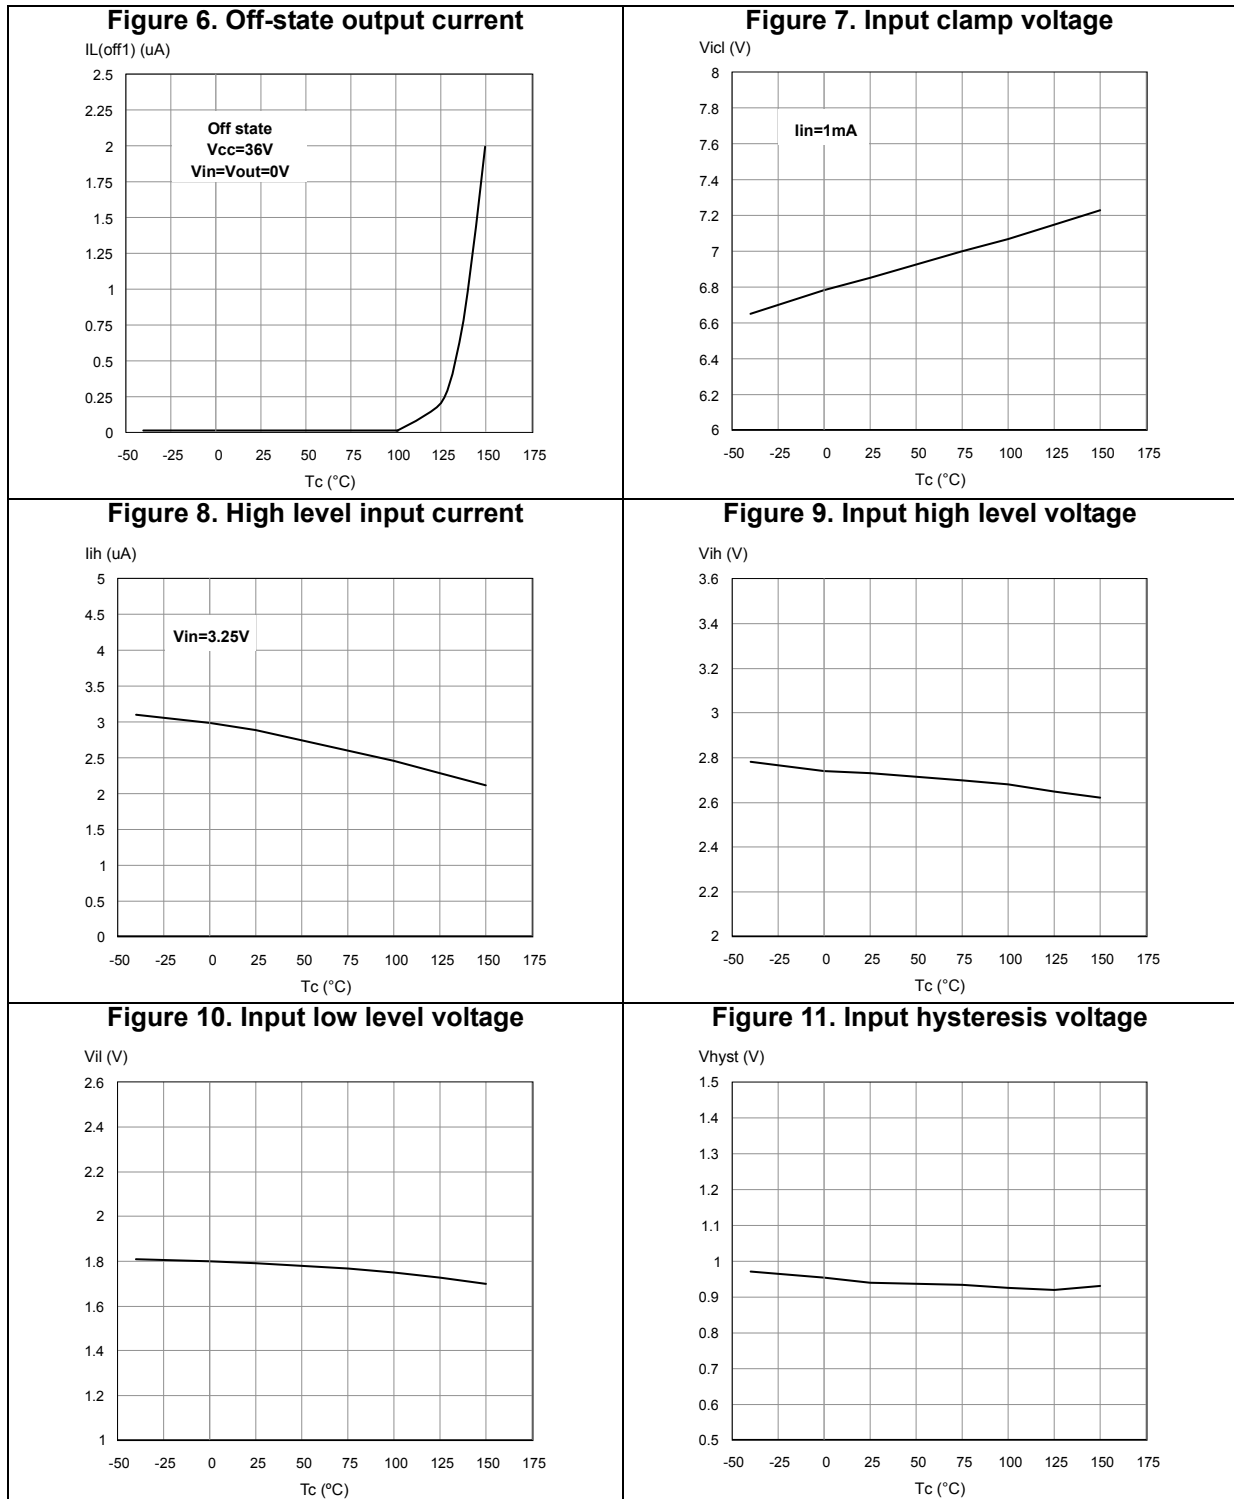 Figure 6. Off-state output current
IL(off1) (uA)
2.5
2.25
2
1.75
1.5
1.25
1
0.75
0.5
0.25
0
Off state
Vcc=36V
Vin=Vout=0V
-50 -25 0 25 50 75 100 125 150 175
Tc (°C)
Figure 7. Input clamp voltage
Vicl (V)
8
7.8
7.6
7.4
7.2
7
6.8
6.6
6.4
6.2
6
Iin=1mA
-50 -25 0 25 50 75 100 125 150 175
Tc (°C)
Figure 8. High level input current
Iih (uA)
5
4.5
4
3.5
3
2.5
2
1.5
1
0.5
0
Vin=3.25V
-50 -25 0 25 50 75 100 125 150 175
Tc (°C)
Figure 9. Input high level voltage
Vih (V)
3.6
3.4
3.2
3
2.8
2.6
2.4
2.2
2
-50 -25 0 25 50 75 100 125 150 175
Tc (°C)
Figure 10. Input low level voltage
Vil (V)
2.6
2.4
2.2
2
1.8
1.6
1.4
1.2
1
-50 -25 0 25 50 75 100 125 150 175
Tc (ºC)
Figure 11. Input hysteresis voltage
Vhyst (V)
1.5
1.4
1.3
1.2
1.1
1
0.9
0.8
0.7
0.6
0.5
-50 -25 0 25 50 75 100 125 150 175
Tc (°C)